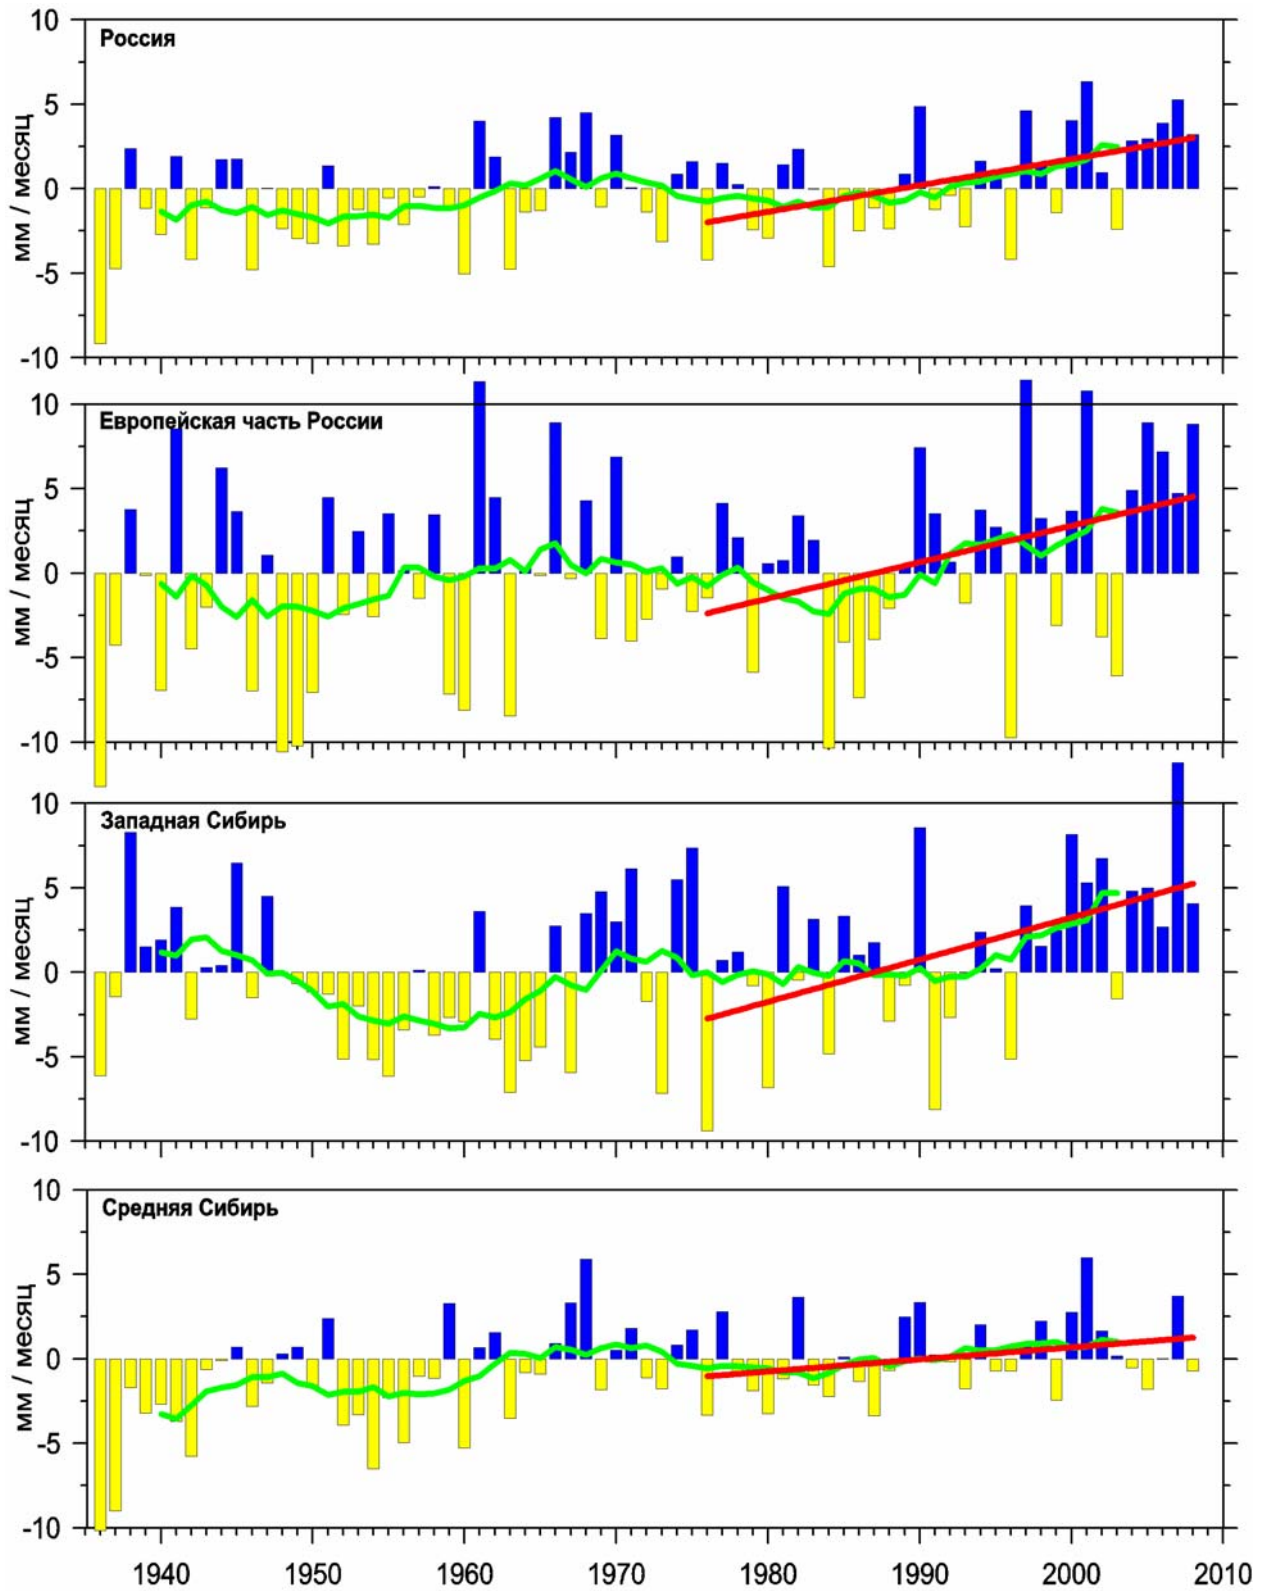 10
Россия
5
0
-5
-10
мм / месяц
10
Европейская часть России
5
0
-5
-10
мм / месяц
10
Западная Сибирь
5
0
-5
-10
мм / месяц
10
Средняя Сибирь
5
0
-5
-10
мм / месяц
1940 1950 1960 1970 1980 1990 2000 2010